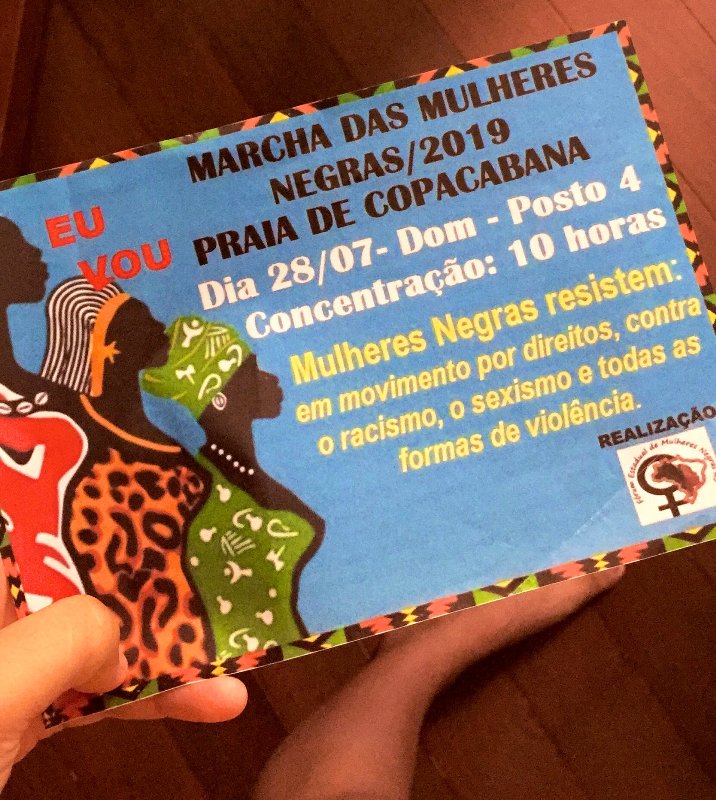 MARCHA DAS MULHERES
NEGRAS/2019
PRAIA DE COPACABANA
EU
VOU
Dia 28/07- Dom - Posto 4
Concentração: 10 horas
Mulheres Negras resistem:
em movimento por direitos, contra
o racismo, o sexismo e todas as
formas de violência.
REALIZAÇÃO
Fórum Estadual de Mulheres Negras